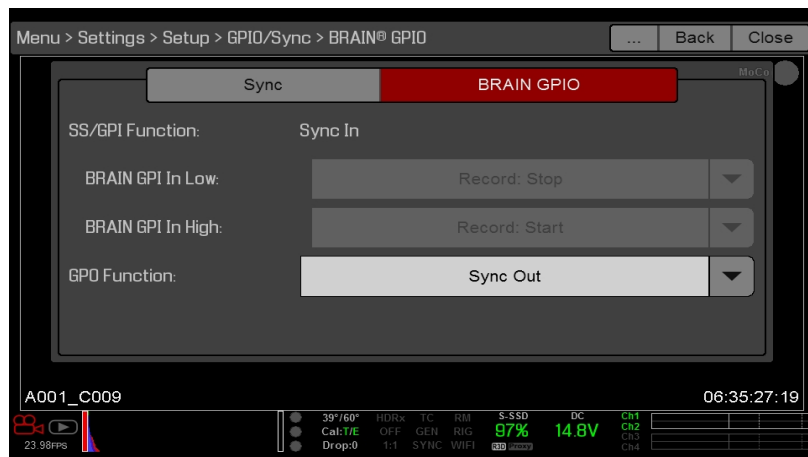 Menu > Settings > Setup > GPIO/Sync > BRAIN® GPIO ... Back Close
MoCo
Sync BRAIN GPIO
SS/GPI Function: Sync In
BRAIN GPI In Low: Record: Stop
BRAIN GPI In High: Record: Start
GPO Function: Sync Out
A001_C009 06:35:27:19
39°/60° HDRx TC RM S-SSD DC Ch1
Cal:T/E OFF GEN RIG 97% 14.8V Ch2
Ch3
23.98FPS Drop:0 1:1 SYNC WIFI R3D Proxy Ch4